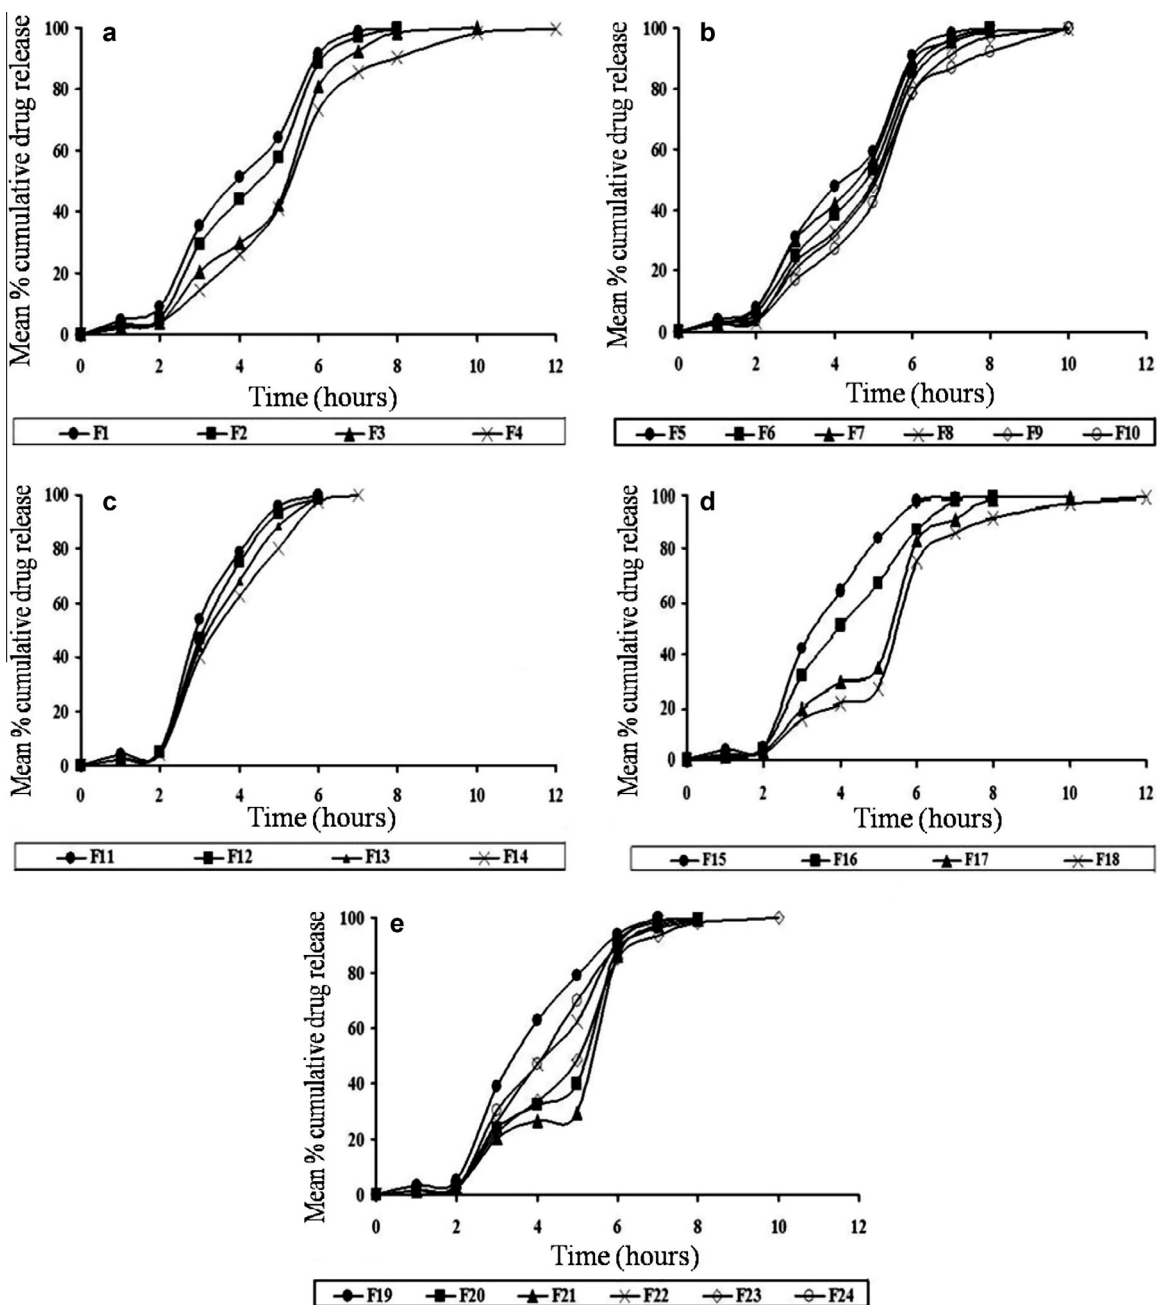 a
Mean % cumulative drug release
100
80
60
40
20
0
0 2 4 6 8 10 12
Time (hours)
F1 F2 F3 F4
b
Mean % cumulative drug release
100
80
60
40
20
0
0 2 4 6 8 10 12
Time (hours)
F5 F6 F7 F8 F9 F10
c
Mean % cumulative drug release
100
80
60
40
20
0
0 2 4 6 8 10 12
Time (hours)
F11 F12 F13 F14
d
Mean % cumulative drug release
100
80
60
40
20
0
0 2 4 6 8 10 12
Time (hours)
F15 F16 F17 F18
e
Mean % cumulative drug release
100
80
60
40
20
0
0 2 4 6 8 10 12
Time (hours)
F19 F20 F21 F22 F23 F24